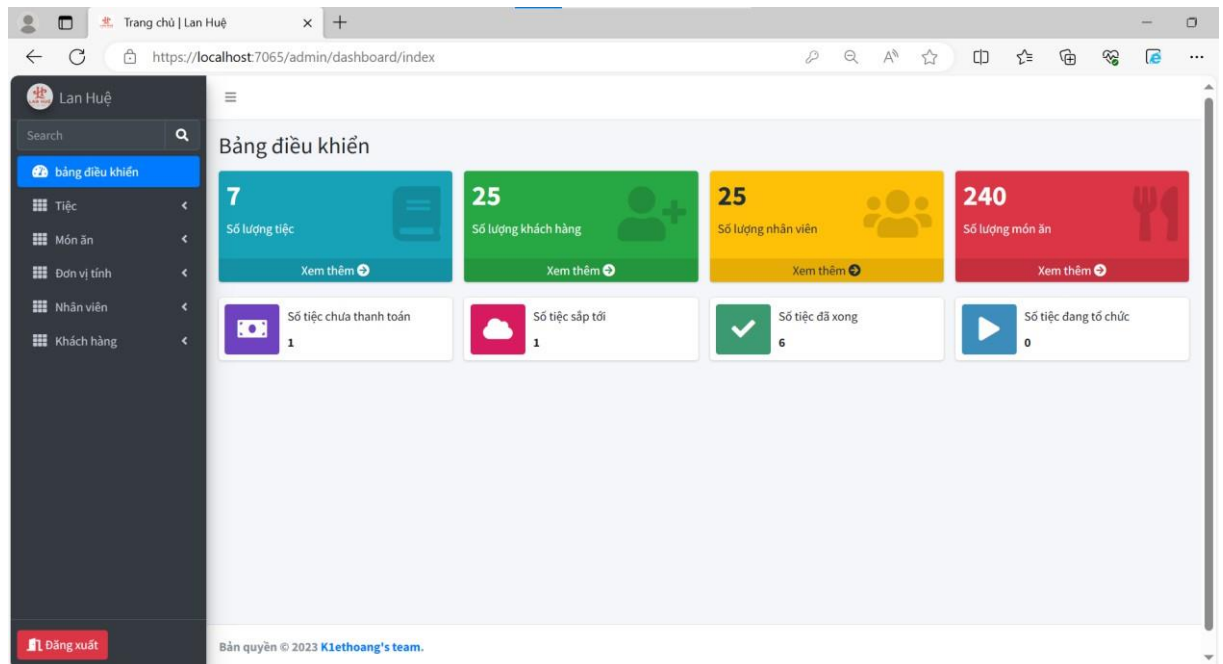 Trang chủ | Lan Huệ
https://localhost:7065/admin/dashboard/index
Lan Huệ
Search
Bảng điều khiển
bảng điều khiển
Tiệc
Món ăn
Đơn vị tính
Nhân viên
Khách hàng
7
Số lượng tiệc
Xem thêm
25
Số lượng khách hàng
Xem thêm
25
Số lượng nhân viên
Xem thêm
240
Số lượng món ăn
Xem thêm
Số tiệc chưa thanh toán
1
Số tiệc sắp tới
1
Số tiệc đã xong
6
Số tiệc đang tổ chức
0
Đăng xuất
Bản quyền © 2023 K1ethoang's team.